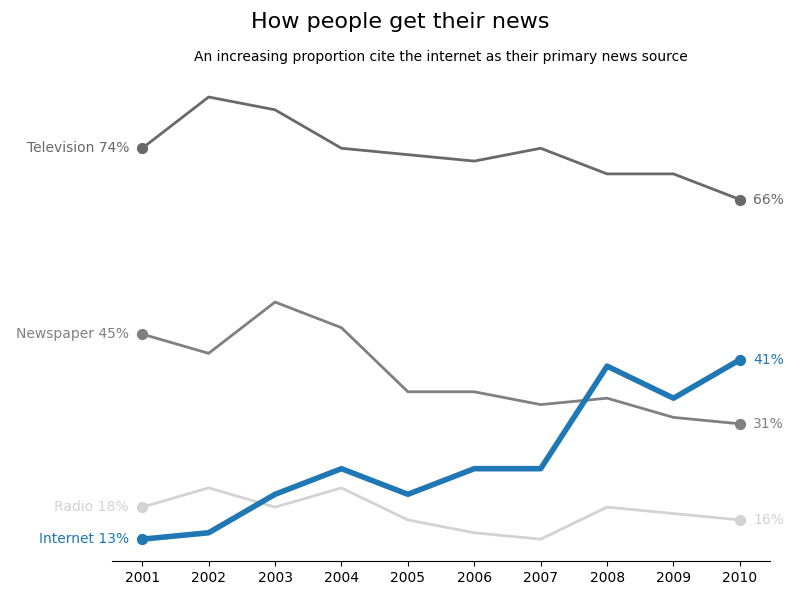 How people get their news
An increasing proportion cite the internet as their primary news source
Television 74%
66%
Newspaper 45%
41%
31%
Radio 18%
16%
Internet 13%
2001 2002 2003 2004 2005 2006 2007 2008 2009 2010